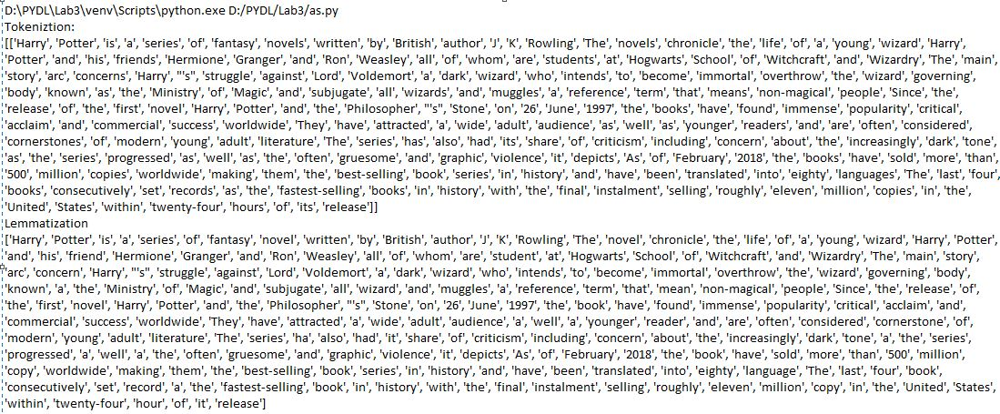 D:\PYDL\Lab3\venv\Scripts\python.exe D:/PYDL/Lab3/as.py
Tokeniztion:
[['Harry', 'Potter', 'is', 'a', 'series', 'of', 'fantasy', 'novels', 'written', 'by', 'British', 'author', 'J', 'K', 'Rowling', 'The', 'novels', 'chronicle', 'the', 'life', 'of', 'a', 'young', 'wizard', 'Harry',
'Potter', 'and', 'his', 'friends', 'Hermione', 'Granger', 'and', 'Ron', 'Weasley', 'all', 'of', 'whom', 'are', 'students', 'at', 'Hogwarts', 'School', 'of', 'Witchcraft', 'and', 'Wizardry', 'The', 'main',
'story', 'arc', 'concerns', 'Harry', "'s", 'struggle', 'against', 'Lord', 'Voldemort', 'a', 'dark', 'wizard', 'who', 'intends', 'to', 'become', 'immortal', 'overthrow', 'the', 'wizard', 'governing',
'body', 'known', 'as', 'the', 'Ministry', 'of', 'Magic', 'and', 'subjugate', 'all', 'wizards', 'and', 'muggles', 'a', 'reference', 'term', 'that', 'means', 'non-magical', 'people', 'Since', 'the',
'release', 'of', 'the', 'first', 'novel', 'Harry', 'Potter', 'and', 'the', 'Philosopher', "'s", 'Stone', 'on', '26', 'June', '1997', 'the', 'books', 'have', 'found', 'immense', 'popularity', 'critical',
'acclaim', 'and', 'commercial', 'success', 'worldwide', 'They', 'have', 'attracted', 'a', 'wide', 'adult', 'audience', 'as', 'well', 'as', 'younger', 'readers', 'and', 'are', 'often', 'considered',
'cornerstones', 'of', 'modern', 'young', 'adult', 'literature', 'The', 'series', 'has', 'also', 'had', 'its', 'share', 'of', 'criticism', 'including', 'concern', 'about', 'the', 'increasingly', 'dark', 'tone',
'as', 'the', 'series', 'progressed', 'as', 'well', 'as', 'the', 'often', 'gruesome', 'and', 'graphic', 'violence', 'it', 'depicts', 'As', 'of', 'February', '2018', 'the', 'books', 'have', 'sold', 'more', 'than',
'500', 'million', 'copies', 'worldwide', 'making', 'them', 'the', 'best-selling', 'book', 'series', 'in', 'history', 'and', 'have', 'been', 'translated', 'into', 'eighty', 'languages', 'The', 'last', 'four',
'books', 'consecutively', 'set', 'records', 'as', 'the', 'fastest-selling', 'books', 'in', 'history', 'with', 'the', 'final', 'instalment', 'selling', 'roughly', 'eleven', 'million', 'copies', 'in', 'the',
'United', 'States', 'within', 'twenty-four', 'hours', 'of', 'its', 'release']]
Lemmatization
['Harry', 'Potter', 'is', 'a', 'series', 'of', 'fantasy', 'novel', 'written', 'by', 'British', 'author', 'J', 'K', 'Rowling', 'The', 'novel', 'chronicle', 'the', 'life', 'of', 'a', 'young', 'wizard', 'Harry', 'Potter',
'and', 'his', 'friend', 'Hermione', 'Granger', 'and', 'Ron', 'Weasley', 'all', 'of', 'whom', 'are', 'student', 'at', 'Hogwarts', 'School', 'of', 'Witchcraft', 'and', 'Wizardry', 'The', 'main', 'story',
'arc', 'concern', 'Harry', "'s", 'struggle', 'against', 'Lord', 'Voldemort', 'a', 'dark', 'wizard', 'who', 'intends', 'to', 'become', 'immortal', 'overthrow', 'the', 'wizard', 'governing', 'body',
'known', 'a', 'the', 'Ministry', 'of', 'Magic', 'and', 'subjugate', 'all', 'wizard', 'and', 'muggles', 'a', 'reference', 'term', 'that', 'mean', 'non-magical', 'people', 'Since', 'the', 'release', 'of',
'the', 'first', 'novel', 'Harry', 'Potter', 'and', 'the', 'Philosopher', "'s", 'Stone', 'on', '26', 'June', '1997', 'the', 'book', 'have', 'found', 'immense', 'popularity', 'critical', 'acclaim', 'and',
'commercial', 'success', 'worldwide', 'They', 'have', 'attracted', 'a', 'wide', 'adult', 'audience', 'a', 'well', 'a', 'younger', 'reader', 'and', 'are', 'often', 'considered', 'cornerstone', 'of',
'modern', 'young', 'adult', 'literature', 'The', 'series', 'ha', 'also', 'had', 'it', 'share', 'of', 'criticism', 'including', 'concern', 'about', 'the', 'increasingly', 'dark', 'tone', 'a', 'the', 'series',
'progressed', 'a', 'well', 'a', 'the', 'often', 'gruesome', 'and', 'graphic', 'violence', 'it', 'depicts', 'As', 'of', 'February', '2018', 'the', 'book', 'have', 'sold', 'more', 'than', '500', 'million',
'copy', 'worldwide', 'making', 'them', 'the', 'best-selling', 'book', 'series', 'in', 'history', 'and', 'have', 'been', 'translated', 'into', 'eighty', 'language', 'The', 'last', 'four', 'book',
'consecutively', 'set', 'record', 'a', 'the', 'fastest-selling', 'book', 'in', 'history', 'with', 'the', 'final', 'instalment', 'selling', 'roughly', 'eleven', 'million', 'copy', 'in', 'the', 'United', 'States',
'within', 'twenty-four', 'hour', 'of', 'it', 'release']